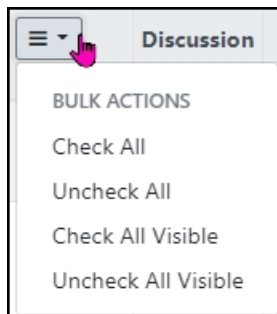 Discussion
BULK ACTIONS
Check All
Uncheck All
Check All Visible
Uncheck All Visible